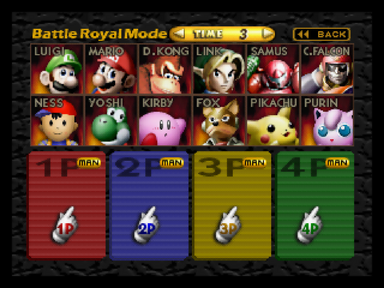 Battle Royal Mode TIME 3 BACK
LUIGI MARIO D.KONG LINK SAMUS C.FALCON
NESS YOSHI KIRBY FOX PIKACHU PURIN
1P MAN 2P MAN 3P MAN 4P MAN
1P 2P 3P 4P